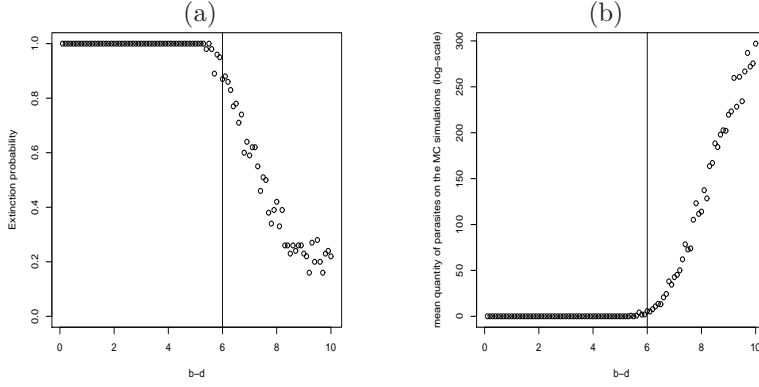 (a)
Extinction probability
1.0
0.8
0.6
0.4
0.2
0.0
0 2 4 6 8 10
b−d
(b)
mean quantity of parasites on the MC simulations (log−scale)
300
250
200
150
100
50
0
0 2 4 6 8 10
b−d